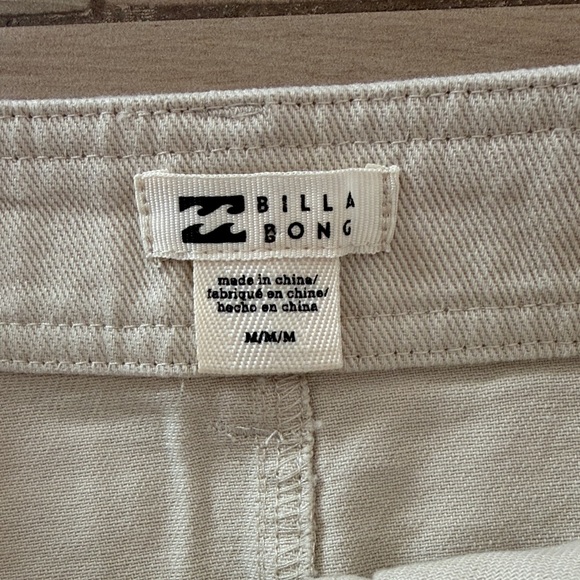 BILLA
BONG
made in china/
fabriqué en chine/
hecho en china
M/M/M